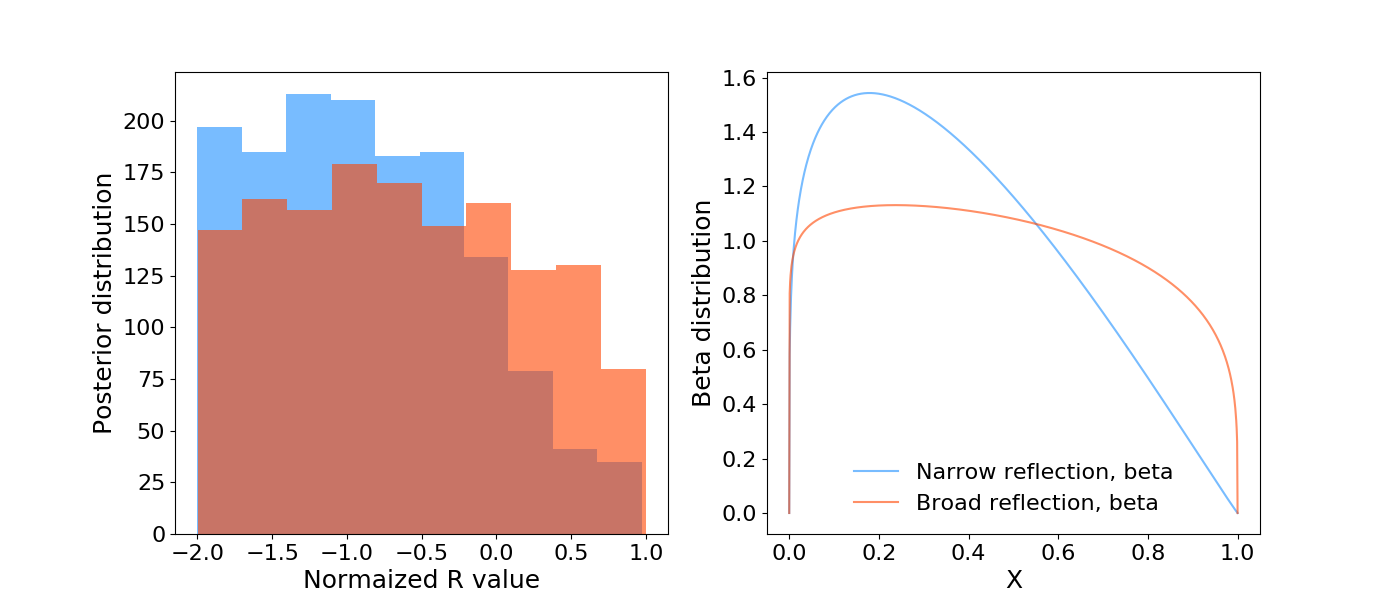 Posterior distribution
200
175
150
125
100
75
50
25
0
−2.0 −1.5 −1.0 −0.5 0.0 0.5 1.0
Normaized R value
Beta distribution
1.6
1.4
1.2
1.0
0.8
0.6
0.4
0.2
0.0
Narrow reflection, beta
Broad reflection, beta
0.0 0.2 0.4 0.6 0.8 1.0
X